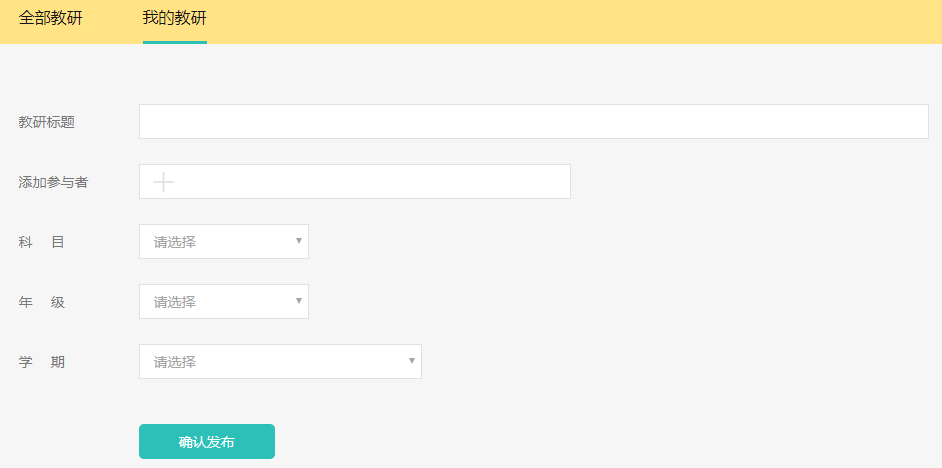 全部教研 我的教研
教研标题
添加参与者
科 目 请选择
年 级 请选择
学 期 请选择
确认发布